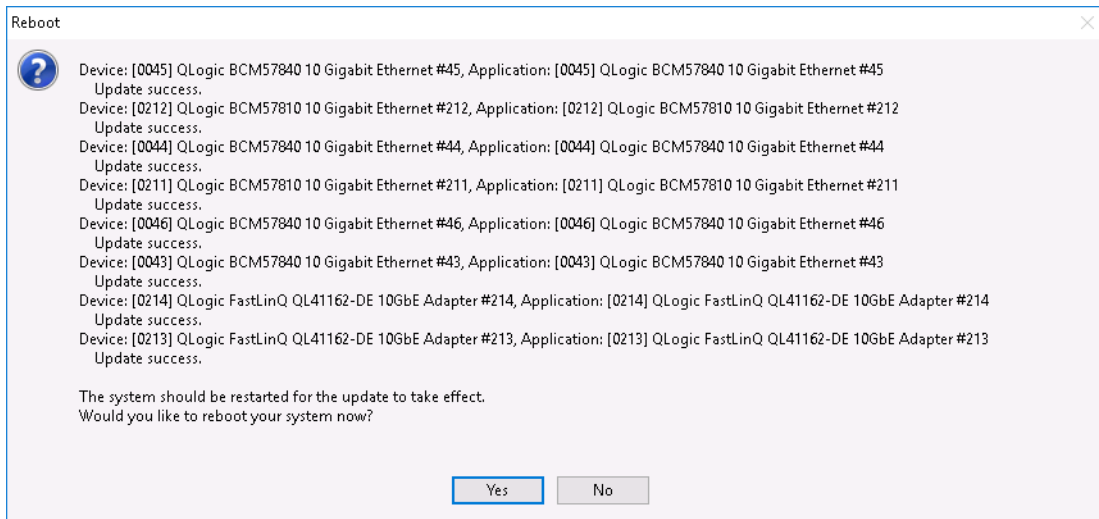 Reboot
Device: [0045] QLogic BCM57840 10 Gigabit Ethernet #45, Application: [0045] QLogic BCM57840 10 Gigabit Ethernet #45
Update success.
Device: [0212] QLogic BCM57810 10 Gigabit Ethernet #212, Application: [0212] QLogic BCM57810 10 Gigabit Ethernet #212
Update success.
Device: [0044] QLogic BCM57840 10 Gigabit Ethernet #44, Application: [0044] QLogic BCM57840 10 Gigabit Ethernet #44
Update success.
Device: [0211] QLogic BCM57810 10 Gigabit Ethernet #211, Application: [0211] QLogic BCM57810 10 Gigabit Ethernet #211
Update success.
Device: [0046] QLogic BCM57840 10 Gigabit Ethernet #46, Application: [0046] QLogic BCM57840 10 Gigabit Ethernet #46
Update success.
Device: [0043] QLogic BCM57840 10 Gigabit Ethernet #43, Application: [0043] QLogic BCM57840 10 Gigabit Ethernet #43
Update success.
Device: [0214] QLogic FastLinQ QL41162-DE 10GbE Adapter #214, Application: [0214] QLogic FastLinQ QL41162-DE 10GbE Adapter #214
Update success.
Device: [0213] QLogic FastLinQ QL41162-DE 10GbE Adapter #213, Application: [0213] QLogic FastLinQ QL41162-DE 10GbE Adapter #213
Update success.
The system should be restarted for the update to take effect.
Would you like to reboot your system now?
Yes No